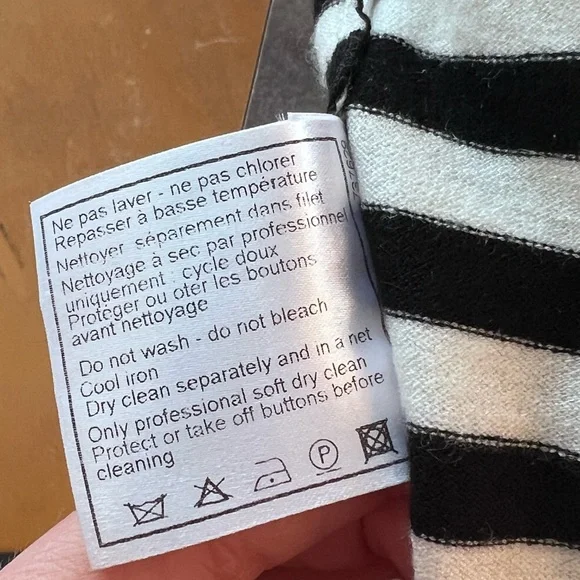 Ne pas laver - ne pas chlorer
Repasser à basse température
Nettoyer séparement dans filet
Nettoyage à sec par professionnel
uniquement : cycle doux
Protéger ou oter les boutons
avant nettoyage
Do not wash - do not bleach
Cool iron
Dry clean separately and in a net
Only professional soft dry clean
Protect or take off buttons before
cleaning
P